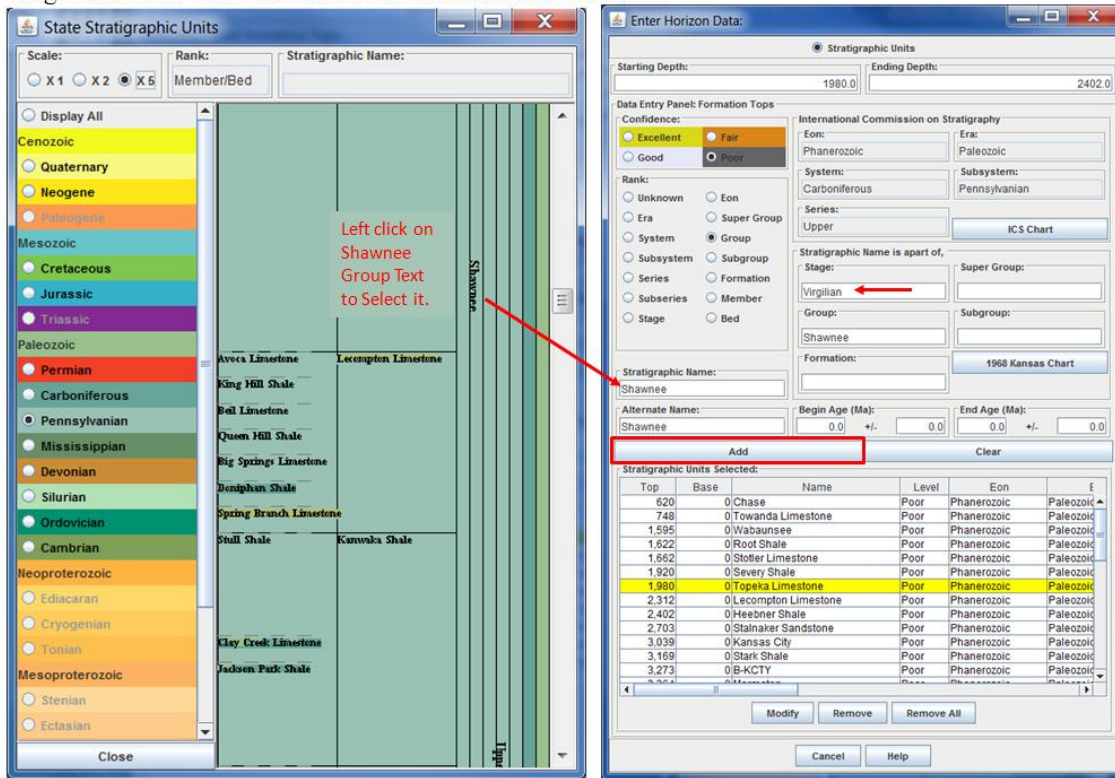 State Stratigraphic Units
Scale: Rank: Stratigraphic Name:
X 1 X 2 X 5 Member/Bed
Display All
Cenozoic
Quaternary
Neogene
Paleogene
Mesozoic
Cretaceous
Jurassic
Triassic
Paleozoic
Permian
Carboniferous
Pennsylvanian
Mississippian
Devonian
Silurian
Ordovician
Cambrian
Neoproterozoic
Ediacaran
Cryogenian
Tonian
Mesoproterozoic
Stenian
Ectasian
Close
Left click on
Shawnee
Group Text
to Select it.
Shawnee
Avoca Limestone Lecompton Limestone
King Hill Shale
Beil Limestone
Queen Hill Shale
Big Springs Limestone
Doniphan Shale
Spring Branch Limestone
Stull Shale Kanwaka Shale
Clay Creek Limestone
Jackson Park Shale
Enter Horizon Data:
Stratigraphic Units
Starting Depth: Ending Depth:
1980.0 2402.0
Data Entry Panel: Formation Tops
Confidence:
Excellent Fair
Good Poor
Rank:
Unknown Eon
Era Super Group
System Group
Subsystem Subgroup
Series Formation
Subseries Member
Stage Bed
International Commission on Stratigraphy
Eon: Era:
Phanerozoic Paleozoic
System: Subsystem:
Carboniferous Pennsylvanian
Series:
Upper ICS Chart
Stratigraphic Name is apart of,
Stage: Super Group:
Virgilian
Group: Subgroup:
Shawnee
Formation: 1968 Kansas Chart
Stratigraphic Name:
Shawnee
Alternate Name: Begin Age (Ma): End Age (Ma):
Shawnee 0.0 +/- 0.0 0.0 +/- 0.0
Add Clear
Stratigraphic Units Selected:
Top Base Name Level Eon
620 0 Chase Poor Phanerozoic Paleozoic
748 0 Towanda Limestone Poor Phanerozoic Paleozoic
1,595 0 Wabaunsee Poor Phanerozoic Paleozoic
1,622 0 Root Shale Poor Phanerozoic Paleozoic
1,662 0 Stotler Limestone Poor Phanerozoic Paleozoic
1,920 0 Severy Shale Poor Phanerozoic Paleozoic
1,980 0 Topeka Limestone Poor Phanerozoic Paleozoic
2,312 0 Lecompton Limestone Poor Phanerozoic Paleozoic
2,402 0 Heebner Shale Poor Phanerozoic Paleozoic
2,703 0 Stalnaker Sandstone Poor Phanerozoic Paleozoic
3,039 0 Kansas City Poor Phanerozoic Paleozoic
3,169 0 Stark Shale Poor Phanerozoic Paleozoic
3,273 0 B-KCTY Poor Phanerozoic Paleozoic
Modify Remove Remove All
Cancel Help